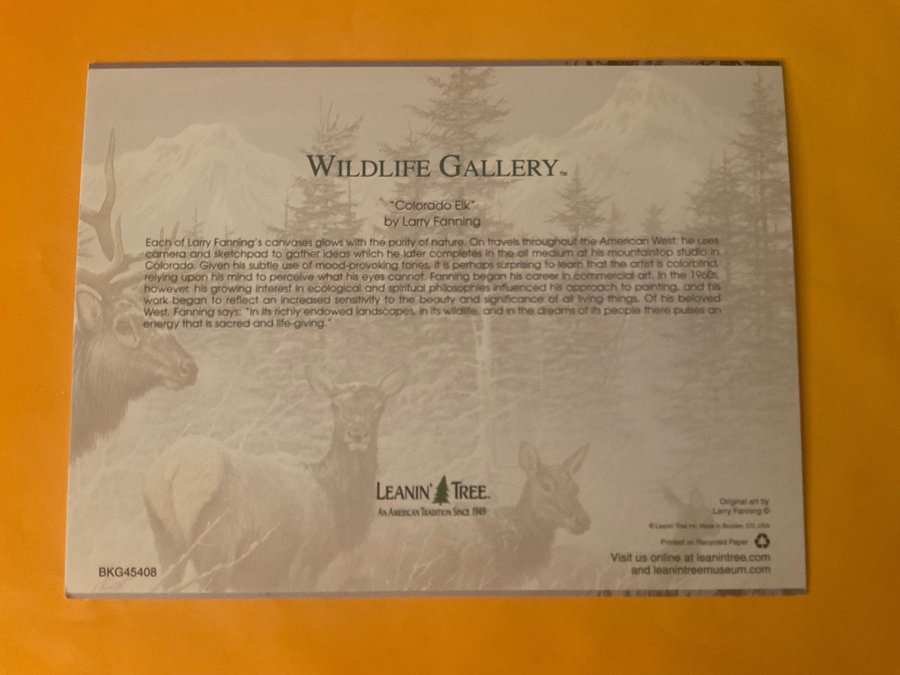 WILDLIFE GALLERY™
"Colorado Elk"
by Larry Fanning
Each of Larry Fanning's canvases glows with the purity of nature. On travels throughout the American West, he uses
camera and sketchpad to gather ideas which he later completes in the oil medium at his mountaintop studio in
Colorado. Given his subtle use of mood-provoking tones, it is perhaps surprising to learn that the artist is colorblind,
relying upon his mind to perceive what his eyes cannot. Fanning began his career in commercial art. In the 1960s,
however, his growing interest in ecological and spiritual philosophies influenced his approach to painting, and his
work began to reflect an increased sensitivity to the beauty and significance of all living things. Of his beloved
West, Fanning says: "In its richly endowed landscapes, in its wildlife, and in the dreams of its people there pulses an
energy that is sacred and life-giving."
LEANIN' TREE®
AN AMERICAN TRADITION SINCE 1949
Original art by
Larry Fanning ©
© Leanin' Tree Inc. Made in Boulder, CO, USA
Printed on Recycled Paper
Visit us online at leanintree.com
and leanintreemuseum.com
BKG45408